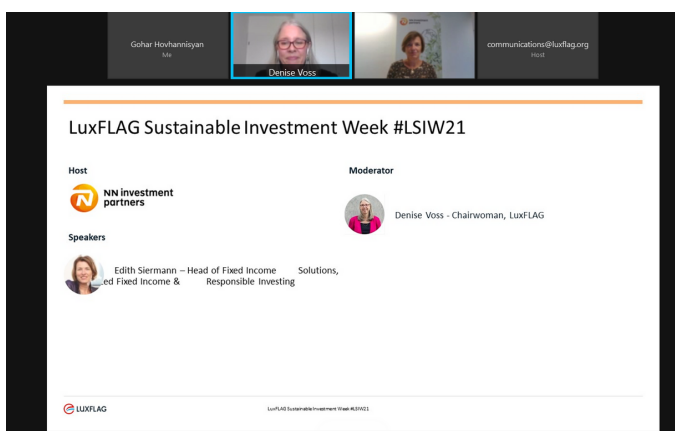 Gohar Hovhannisyan
Me
Denise Voss
communications@luxflag.org
Host
LuxFLAG Sustainable Investment Week #LSIW21
Host
Moderator
NN investment
partners
Denise Voss - Chairwoman, LuxFLAG
Speakers
Edith Siermann – Head of Fixed Income Solutions,
ed Fixed Income & Responsible Investing
LUXFLAG
LuxFLAG Sustainable Investment Week #LSIW21